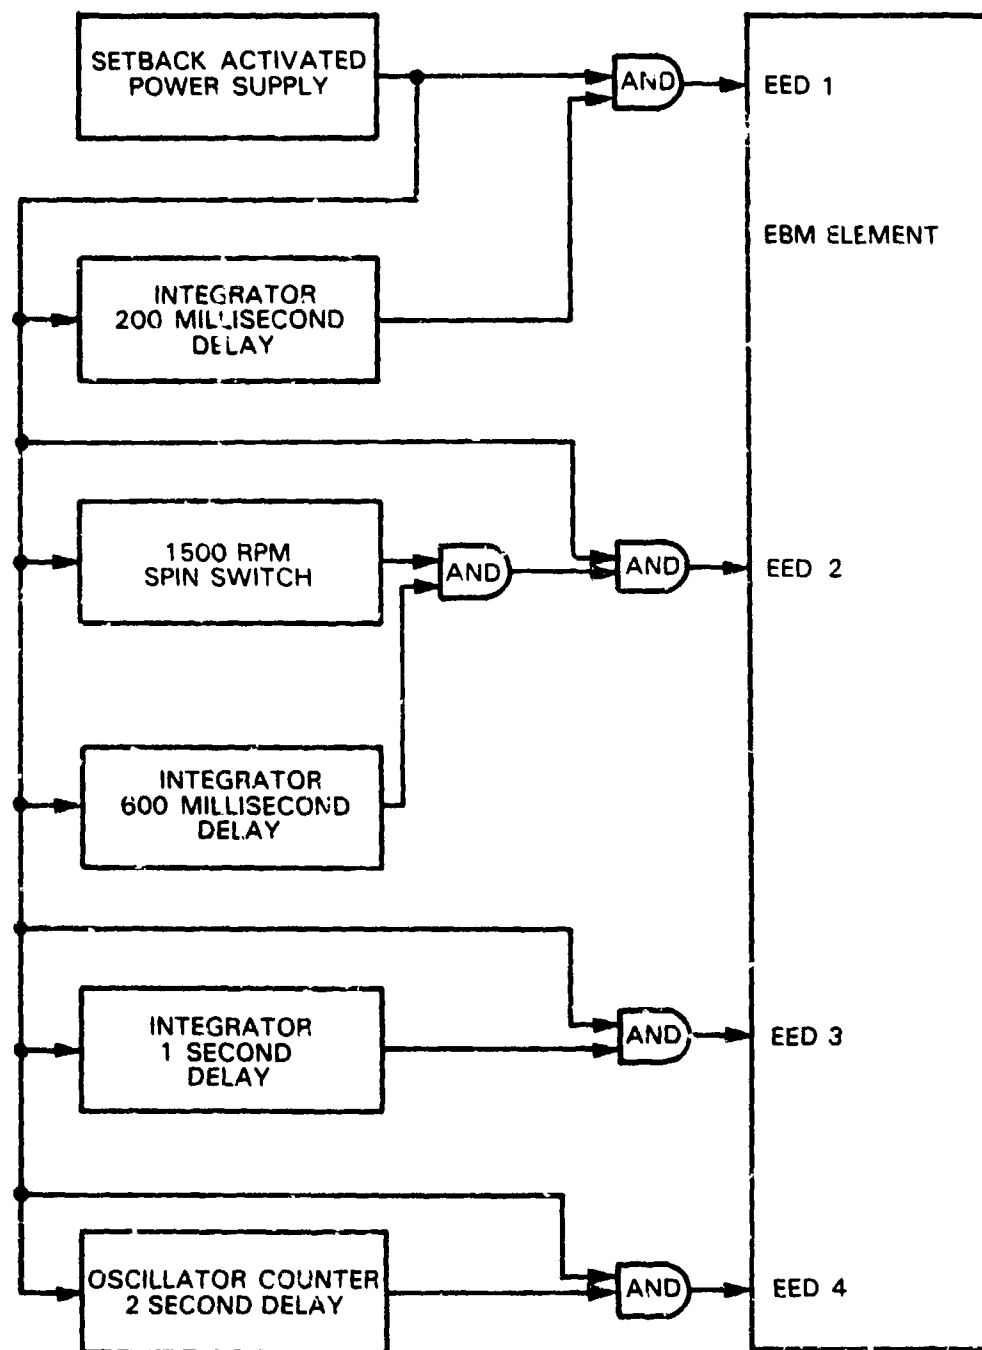 SETBACK ACTIVATED
POWER SUPPLY
AND
EED 1
EBM ELEMENT
INTEGRATOR
200 MILLISECOND
DELAY
1500 RPM
SPIN SWITCH
AND
AND
EED 2
INTEGRATOR
600 MILLISECOND
DELAY
INTEGRATOR
1 SECOND
DELAY
AND
EED 3
OSCILLATOR COUNTER
2 SECOND DELAY
AND
EED 4